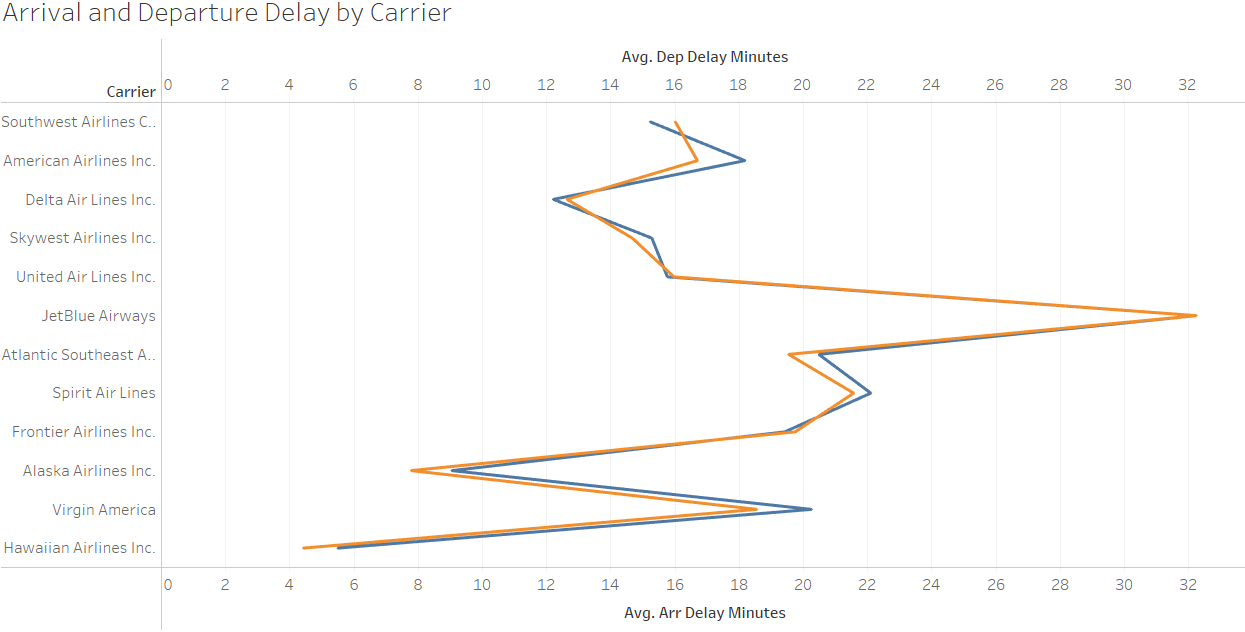 Arrival and Departure Delay by Carrier
Avg. Dep Delay Minutes
Carrier 0 2 4 6 8 10 12 14 16 18 20 22 24 26 28 30 32
Southwest Airlines C..
American Airlines Inc.
Delta Air Lines Inc.
Skywest Airlines Inc.
United Air Lines Inc.
JetBlue Airways
Atlantic Southeast A..
Spirit Air Lines
Frontier Airlines Inc.
Alaska Airlines Inc.
Virgin America
Hawaiian Airlines Inc.
0 2 4 6 8 10 12 14 16 18 20 22 24 26 28 30 32
Avg. Arr Delay Minutes